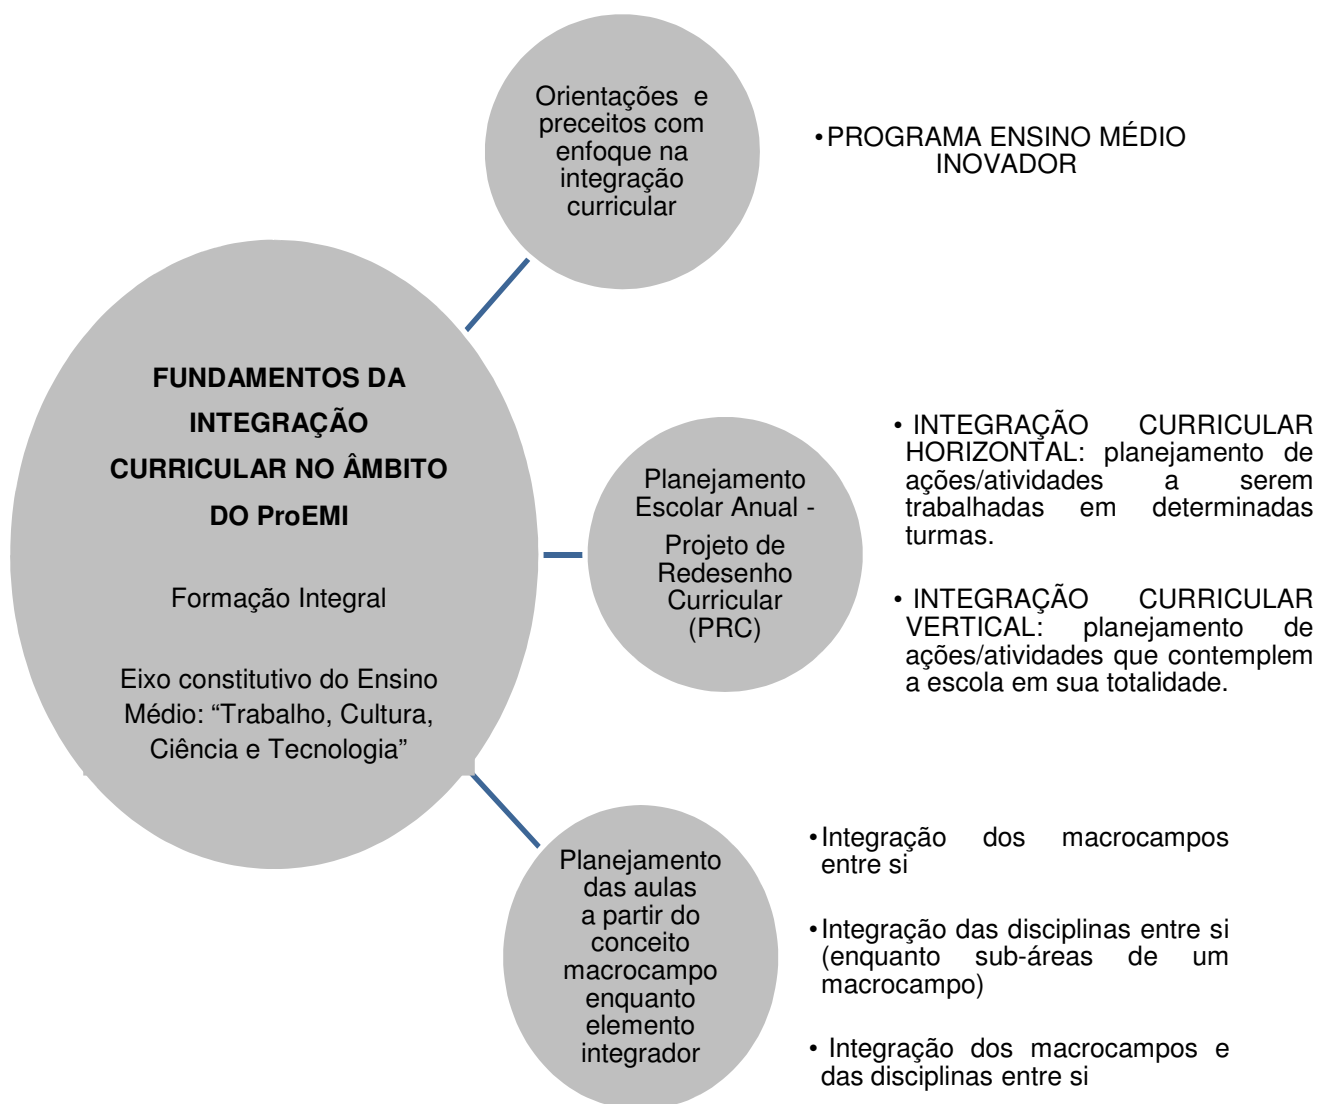 Orientações e
preceitos com
enfoque na
integração
curricular
•PROGRAMA ENSINO MÉDIO
INOVADOR
FUNDAMENTOS DA
INTEGRAÇÃO
CURRICULAR NO ÂMBITO
DO ProEMI
Formação Integral
Eixo constitutivo do Ensino
Médio: “Trabalho, Cultura,
Ciência e Tecnologia”
Planejamento
Escolar Anual -
Projeto de
Redesenho
Curricular
(PRC)
• INTEGRAÇÃO CURRICULAR
HORIZONTAL: planejamento de
ações/atividades a serem
trabalhadas em determinadas
turmas.
• INTEGRAÇÃO CURRICULAR
VERTICAL: planejamento de
ações/atividades que contemplem
a escola em sua totalidade.
Planejamento
das aulas
a partir do
conceito
macrocampo
enquanto
elemento
integrador
•Integração dos macrocampos
entre si
•Integração das disciplinas entre si
(enquanto sub-áreas de um
macrocampo)
• Integração dos macrocampos e
das disciplinas entre si